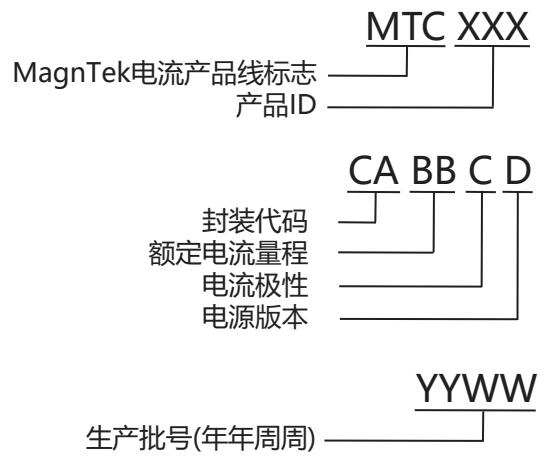 MTC XXX
MagnTek电流产品线标志
产品ID
CA BB C D
封装代码
额定电流量程
电流极性
电源版本
YYWW
生产批号(年年周周)